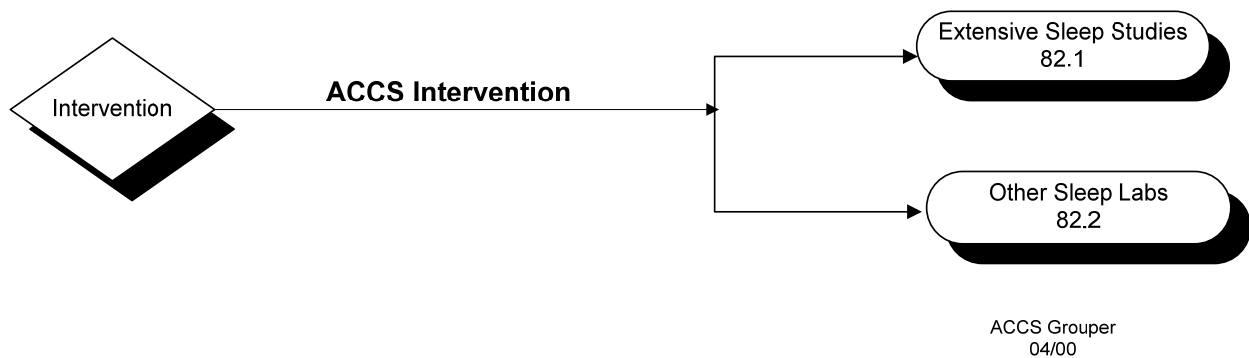 Intervention
ACCS Intervention
Extensive Sleep Studies
82.1
Other Sleep Labs
82.2
ACCS Grouper
04/00